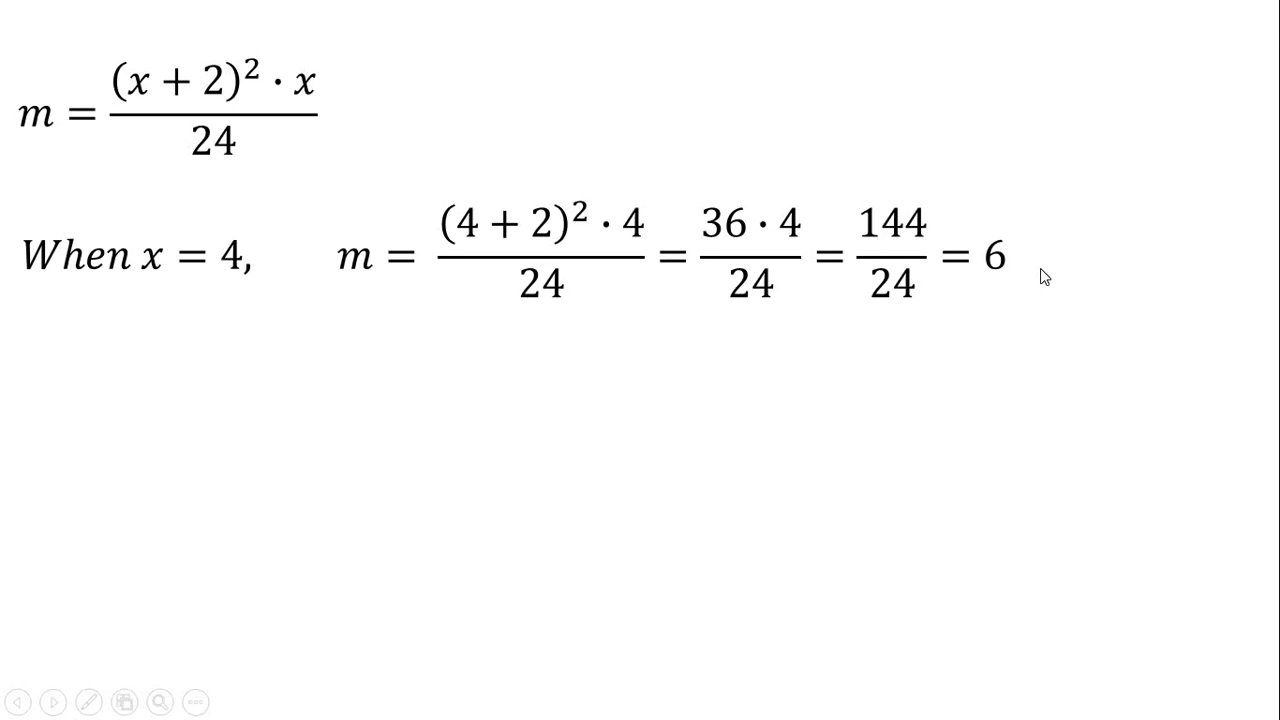 m = (x + 2)² · x / 24
When x = 4, m = (4 + 2)² · 4 / 24 = 36 · 4 / 24 = 144 / 24 = 6